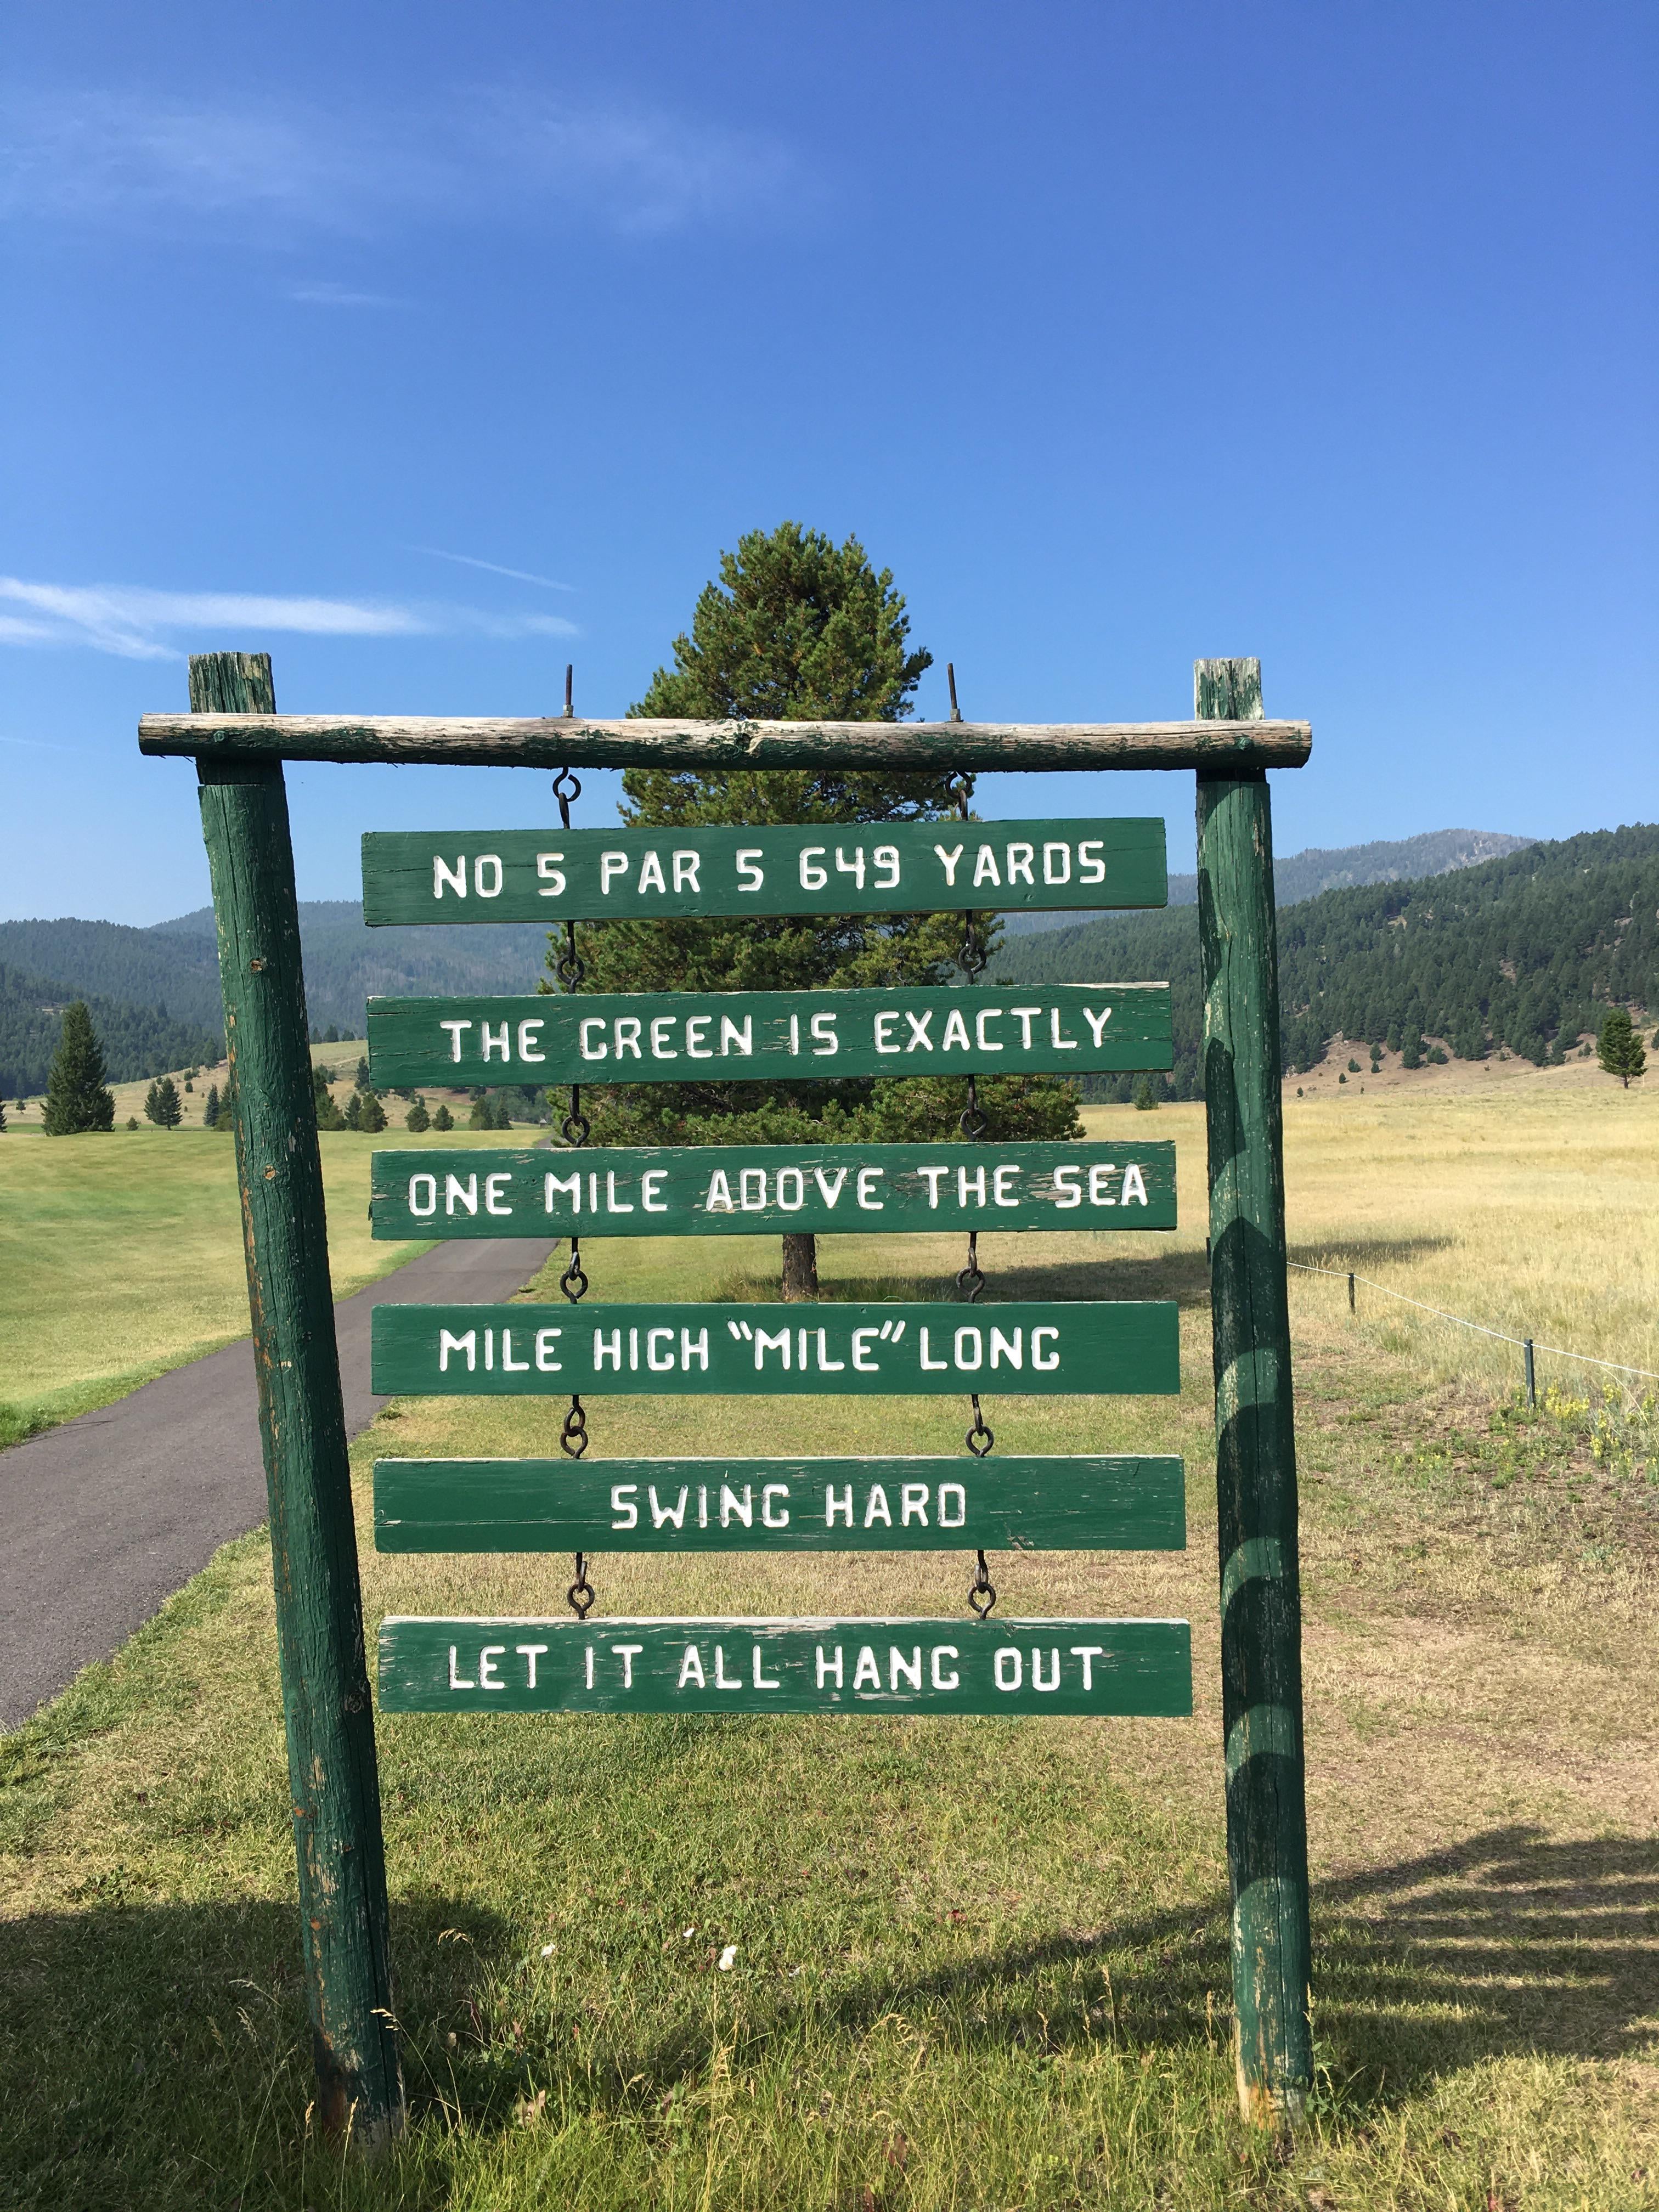 NO 5 PAR 5 649 YARDS
THE GREEN IS EXACTLY
ONE MILE ABOVE THE SEA
MILE HIGH "MILE" LONG
SWING HARD
LET IT ALL HANG OUT